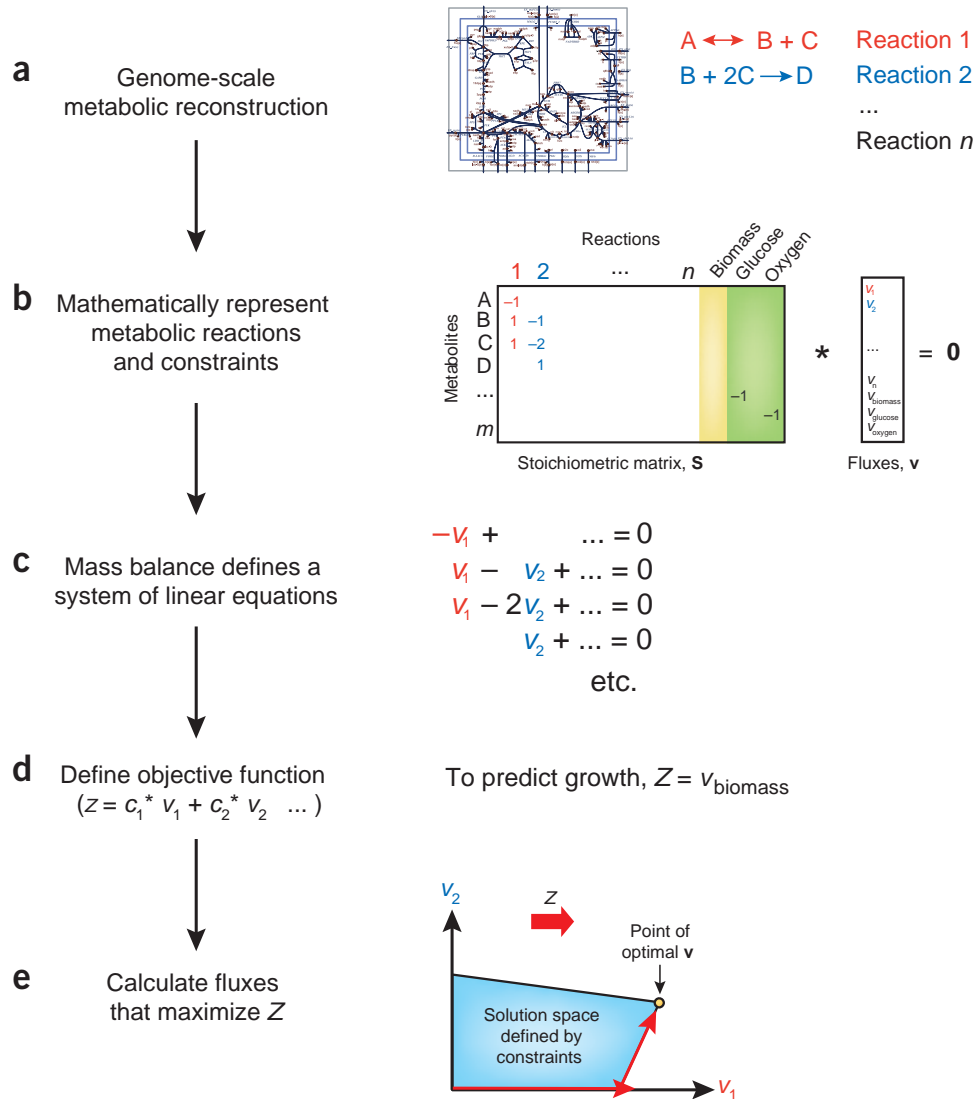 a
Genome-scale
metabolic reconstruction
A ⟷ B + C Reaction 1
B + 2C ⟶ D Reaction 2
...
Reaction n
b
Mathematically represent
metabolic reactions
and constraints
Reactions
1 2 ... n Biomass Glucose Oxygen
Metabolites
A –1
B 1 –1
C 1 –2
D 1
... –1
–1
m
Stoichiometric matrix, S
*
v1
v2
...
vn
vbiomass
vglucose
voxygen
= 0
Fluxes, v
c
Mass balance defines a
system of linear equations
–v1 + ... = 0
v1 – v2 + ... = 0
v1 – 2v2 + ... = 0
v2 + ... = 0
etc.
d
Define objective function
(z = c1* v1 + c2* v2 ... )
To predict growth, Z = vbiomass
e
Calculate fluxes
that maximize Z
v2
Z
Point of
optimal v
Solution space
defined by
constraints
v1